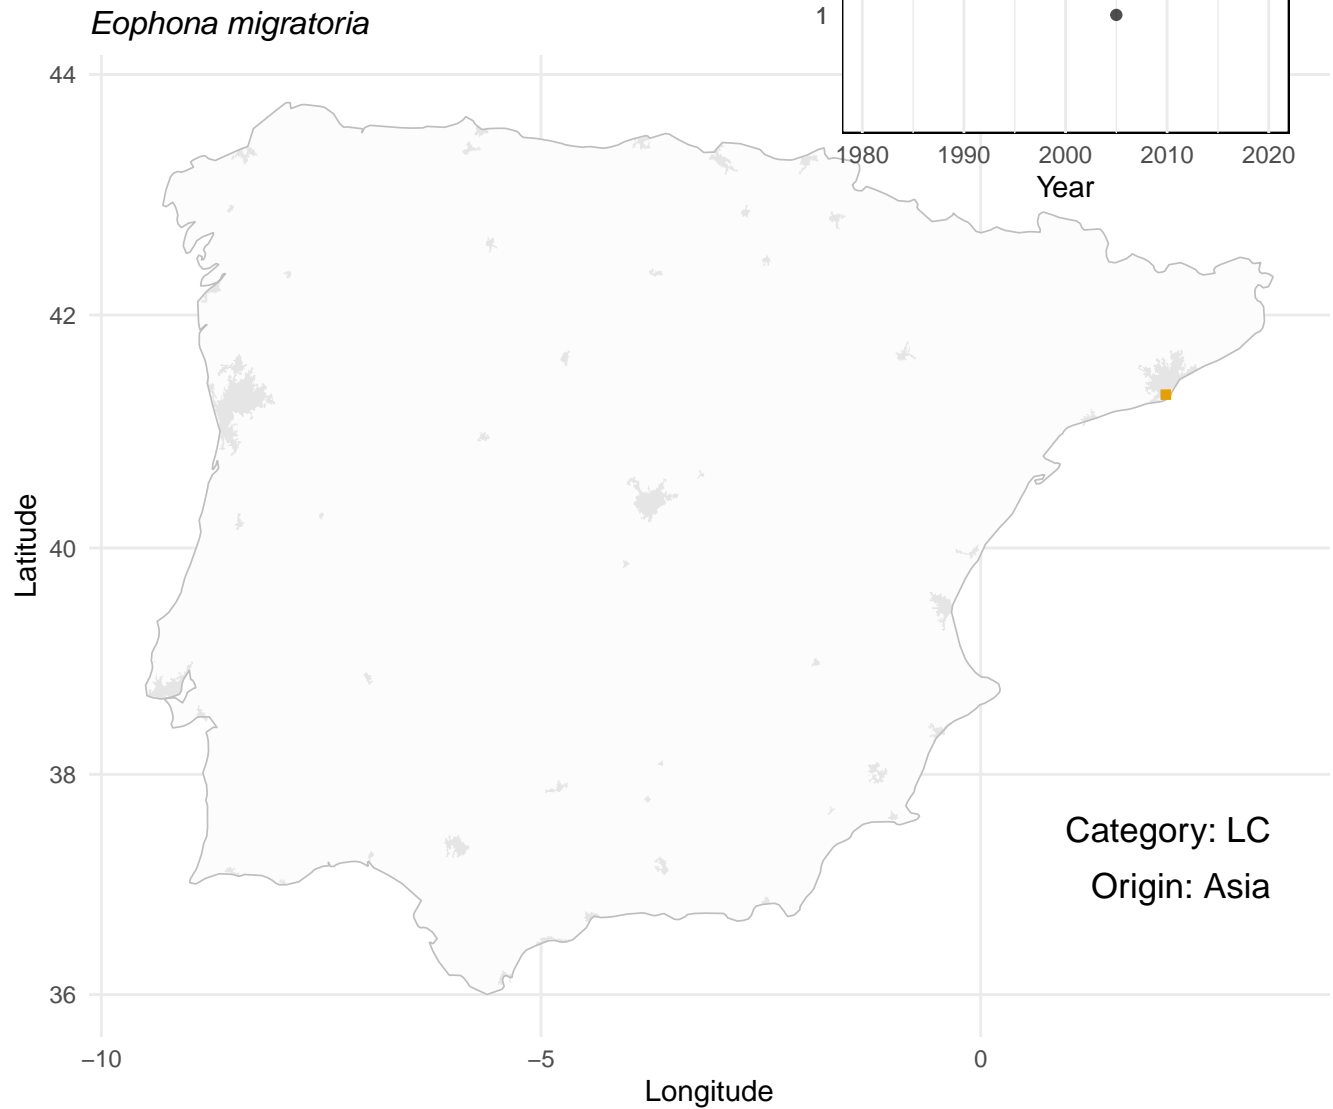 Eophona migratoria
1
1980 1990 2000 2010 2020
Year
44
42
40
38
36
Latitude
Category: LC
Origin: Asia
−10 −5 0
Longitude